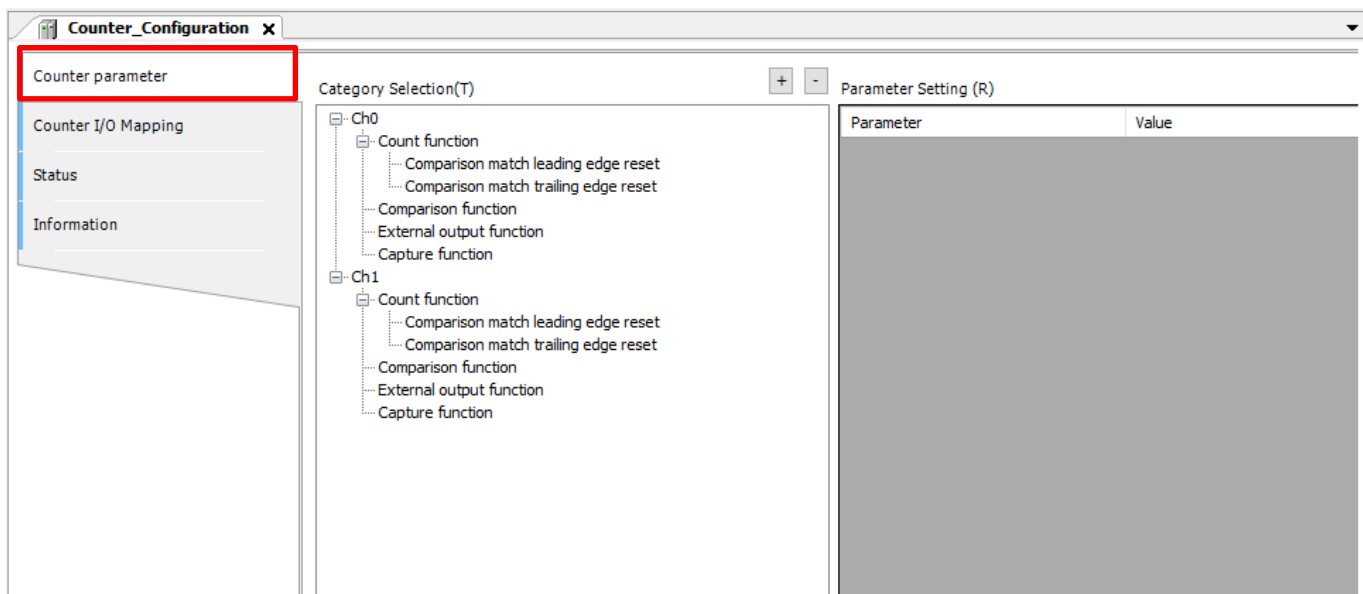 Counter_Configuration
Counter parameter
Counter I/O Mapping
Status
Information
Category Selection(T)
+ -
Ch0
Count function
Comparison match leading edge reset
Comparison match trailing edge reset
Comparison function
External output function
Capture function
Ch1
Count function
Comparison match leading edge reset
Comparison match trailing edge reset
Comparison function
External output function
Capture function
Parameter Setting (R)
Parameter Value